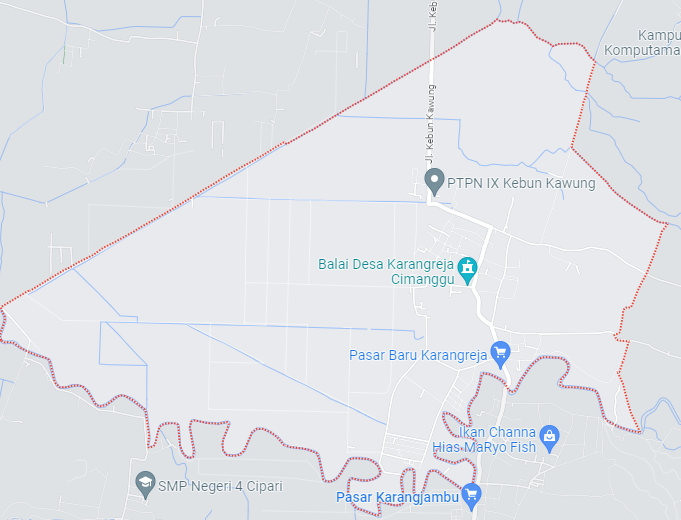 Jl. Kebu
Kampu
Komputama
Jl. Kebun Kawung
PTPN IX Kebun Kawung
Balai Desa Karangreja
Cimanggu
Pasar Baru Karangreja
Ikan Channa
Hias MaRyo Fish
SMP Negeri 4 Cipari
Pasar Karangjambu